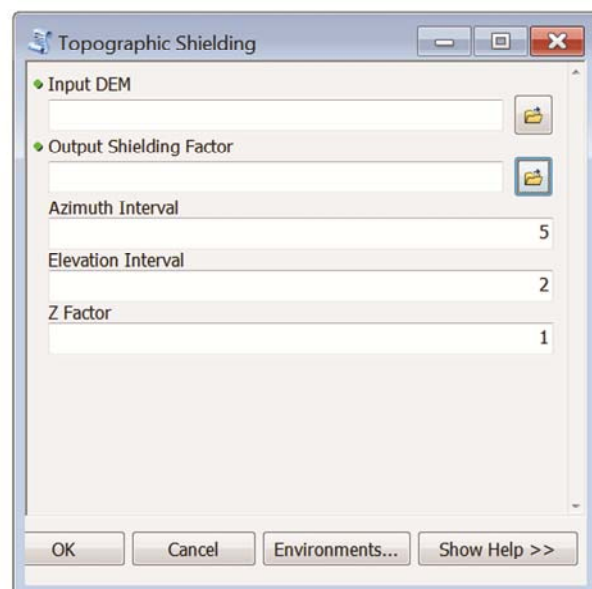 Topographic Shielding
Input DEM
Output Shielding Factor
Azimuth Interval
5
Elevation Interval
2
Z Factor
1
OK Cancel Environments... Show Help >>